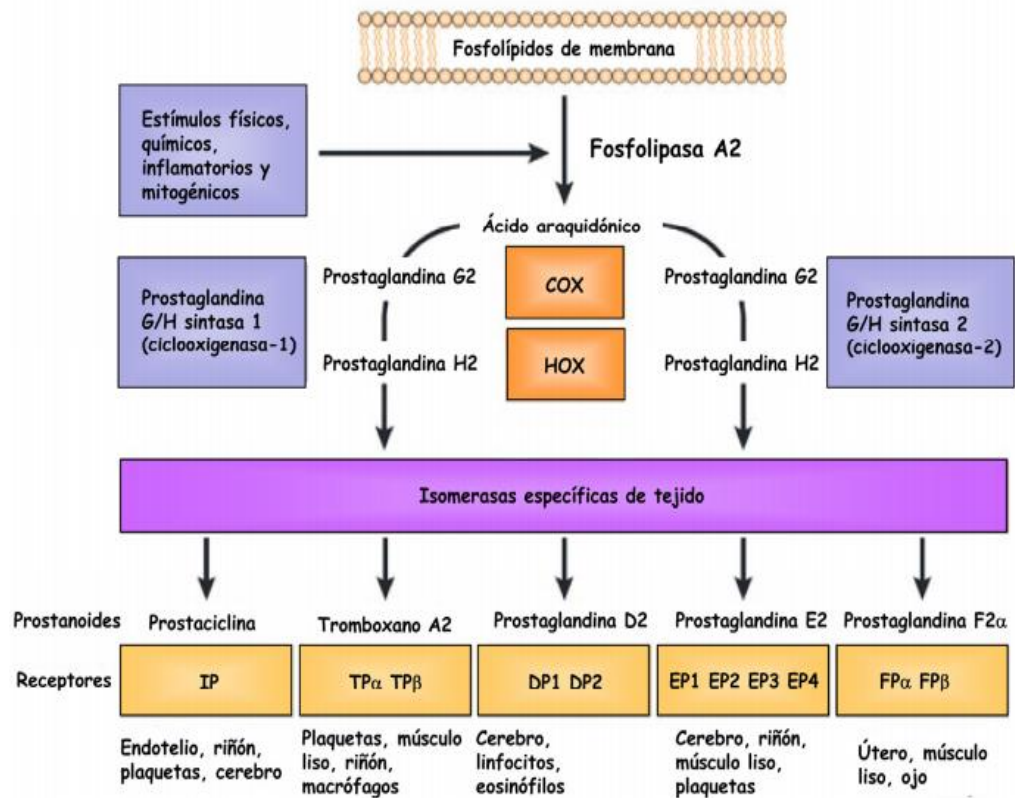 Fosfolípidos de membrana
Estímulos físicos,
químicos,
inflamatorios y
mitogénicos
Fosfolipasa A2
Ácido araquidónico
Prostaglandina
G/H sintasa 1
(ciclooxigenasa-1)
Prostaglandina G2
COX
Prostaglandina G2
Prostaglandina
G/H sintasa 2
(ciclooxigenasa-2)
Prostaglandina H2
HOX
Prostaglandina H2
Isomerasas específicas de tejido
Prostanoides
Prostaciclina
Tromboxano A2
Prostaglandina D2
Prostaglandina E2
Prostaglandina F2α
Receptores
IP
TPα TPβ
DP1 DP2
EP1 EP2 EP3 EP4
FPα FPβ
Endotelio, riñón,
plaquetas, cerebro
Plaquetas, músculo
liso, riñón,
macrófagos
Cerebro,
linfocitos,
eosinófilos
Cerebro, riñón,
músculo liso,
plaquetas
Útero, músculo
liso, ojo